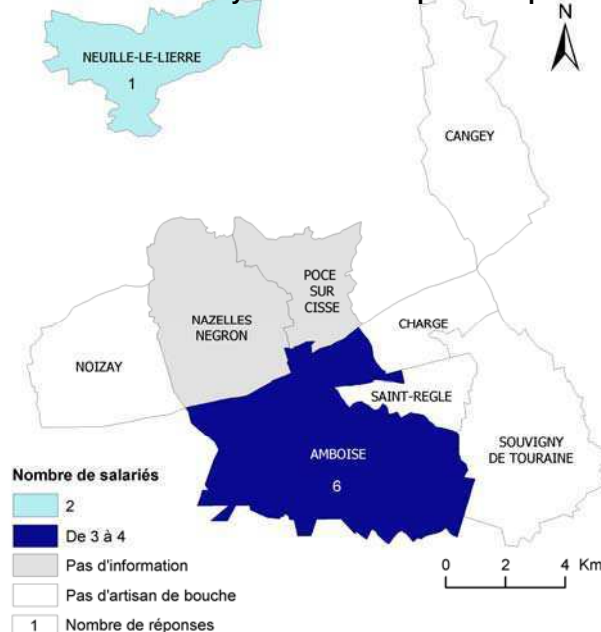 N
NEUILLE-LE-LIERRE
1
CANGEY
POCE
SUR
CISSE
NAZELLES
NEGRON
CHARGE
NOIZAY
SAINT-REGLE
AMBOISE
6
SOUVIGNY
DE TOURAINE
Nombre de salariés
2
De 3 à 4
Pas d'information
Pas d'artisan de bouche
1 Nombre de réponses
0 2 4 Km